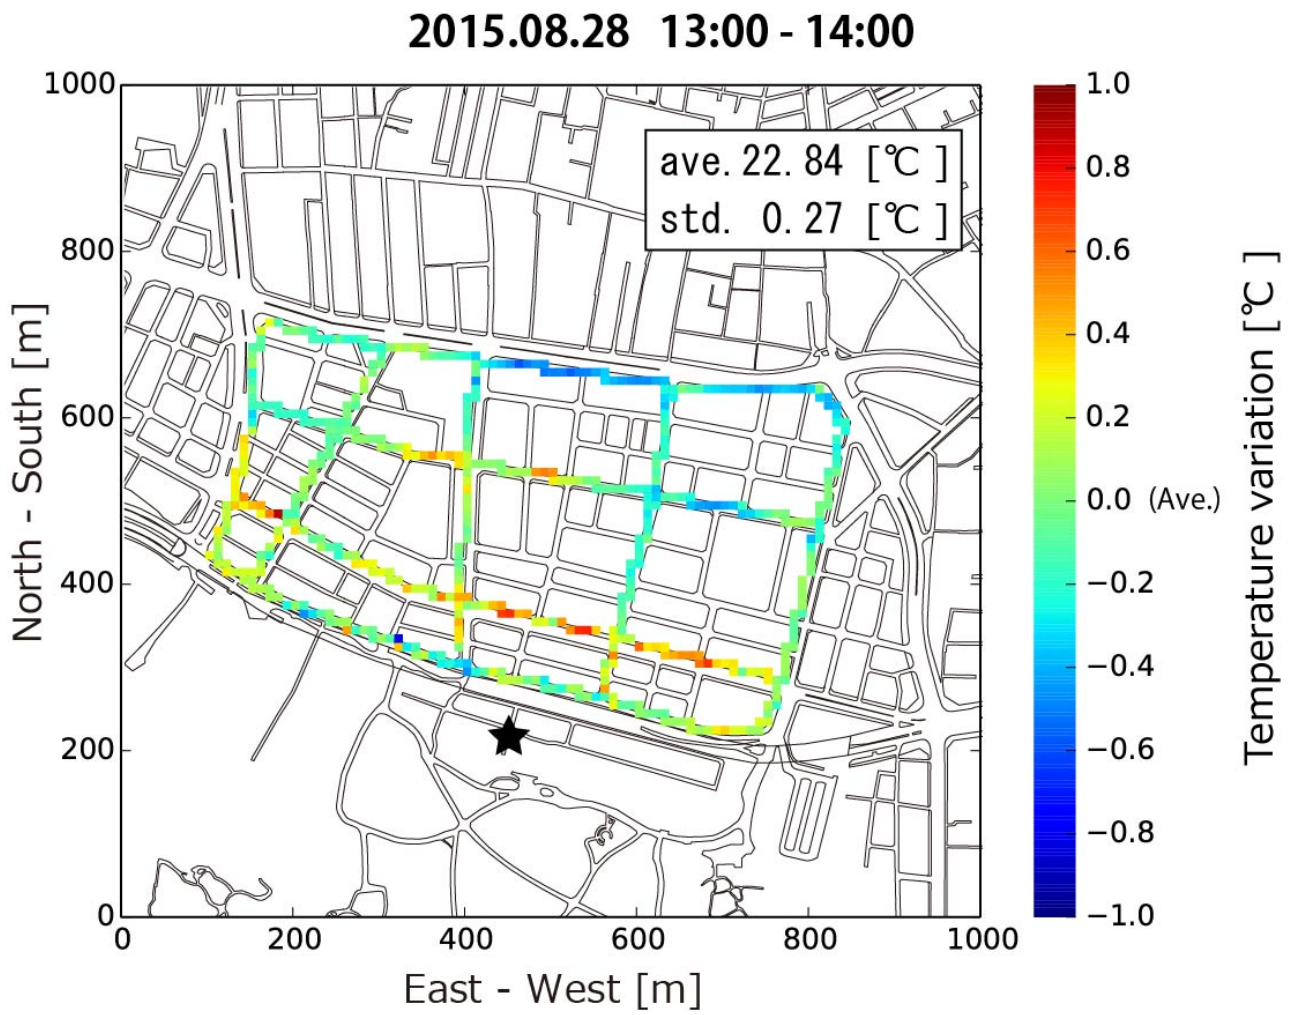 2015.08.28 13:00 - 14:00
1000
800
600
400
200
0
North - South [m]
0 200 400 600 800 1000
East - West [m]
ave. 22.84 [℃ ]
std. 0.27 [℃ ]
1.0
0.8
0.6
0.4
0.2
0.0 (Ave.)
−0.2
−0.4
−0.6
−0.8
−1.0
Temperature variation [℃ ]